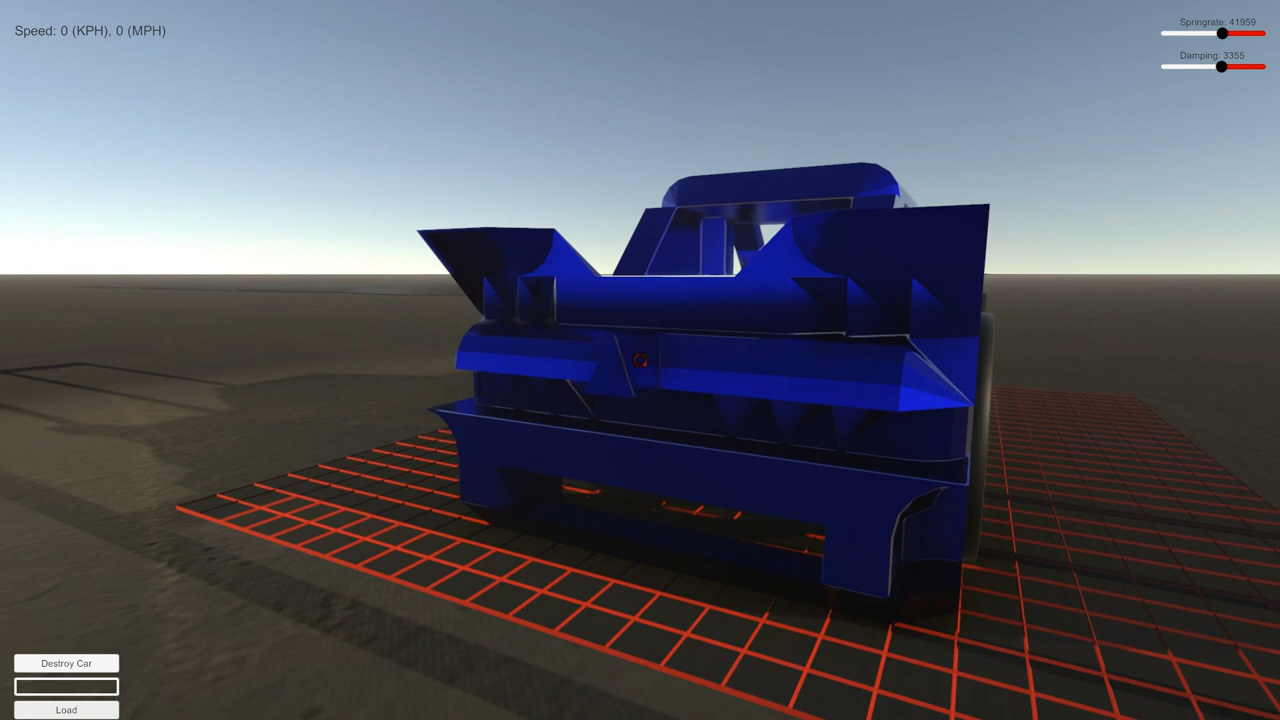 Speed: 0 (KPH), 0 (MPH)
Springrate: 41959
Damping: 3355
Destroy Car
Load